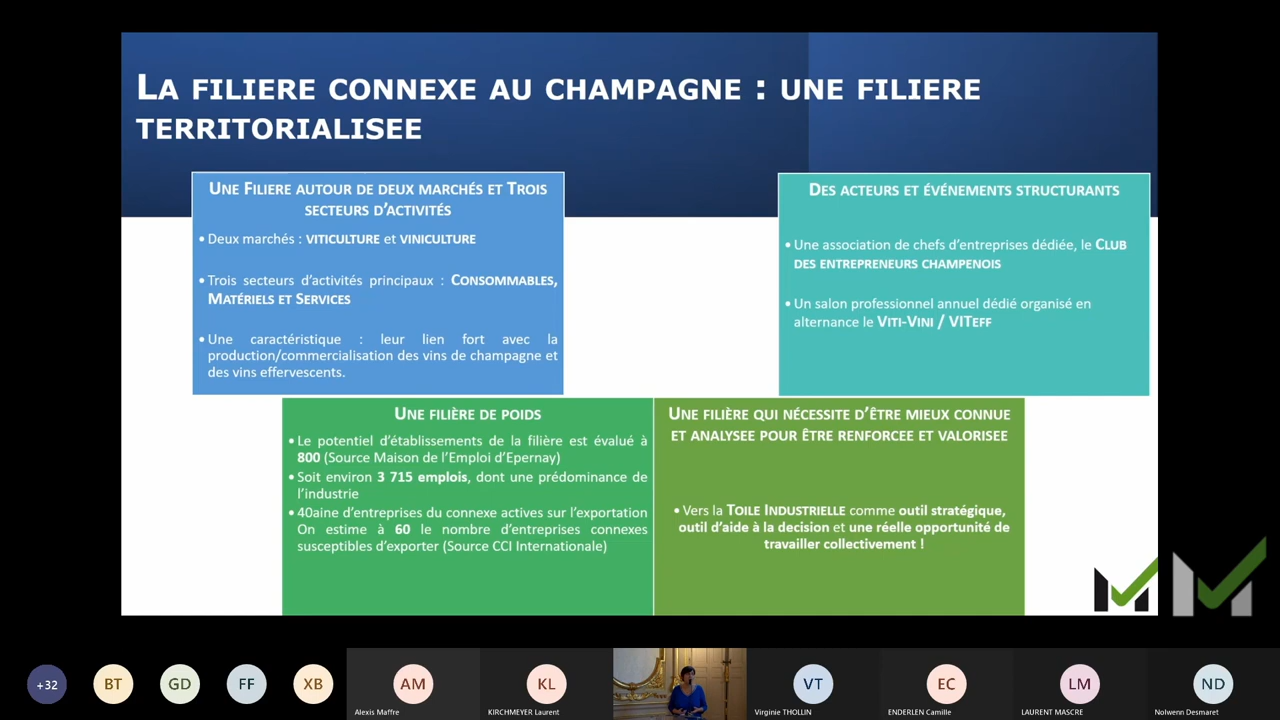 LA FILIERE CONNEXE AU CHAMPAGNE : UNE FILIERE
TERRITORIALISEE
UNE FILIERE AUTOUR DE DEUX MARCHÉS ET TROIS
SECTEURS D'ACTIVITÉS
• Deux marchés : VITICULTURE et VINICULTURE
• Trois secteurs d'activités principaux : CONSOMMABLES,
MATÉRIELS ET SERVICES
• Une caractéristique : leur lien fort avec la
production/commercialisation des vins de champagne et
des vins effervescents.
DES ACTEURS ET ÉVÉNEMENTS STRUCTURANTS
• Une association de chefs d'entreprises dédiée, le CLUB
DES ENTREPRENEURS CHAMPENOIS
• Un salon professionnel annuel dédié organisé en
alternance le VITI-VINI / VITEFF
UNE FILIÈRE DE POIDS
• Le potentiel d'établissements de la filière est évalué à
800 (Source Maison de l'Emploi d'Epernay)
• Soit environ 3 715 emplois, dont une prédominance de
l'industrie
• 40aine d'entreprises du connexe actives sur l'exportation
On estime à 60 le nombre d'entreprises connexes
susceptibles d'exporter (Source CCI Internationale)
UNE FILIÈRE QUI NÉCESSITE D'ÊTRE MIEUX CONNUE
ET ANALYSEE POUR ÊTRE RENFORCEE ET VALORISEE
• Vers la TOILE INDUSTRIELLE comme outil stratégique,
outil d'aide à la decision et une réelle opportunité de
travailler collectivement !
+32
BT
GD
FF
XB
AM
Alexis Maffre
KL
KIRCHMEYER Laurent
VT
Virginie THOLLIN
EC
ENDERLEN Camille
LM
LAURENT MASCRE
ND
Nolwenn Desmaret